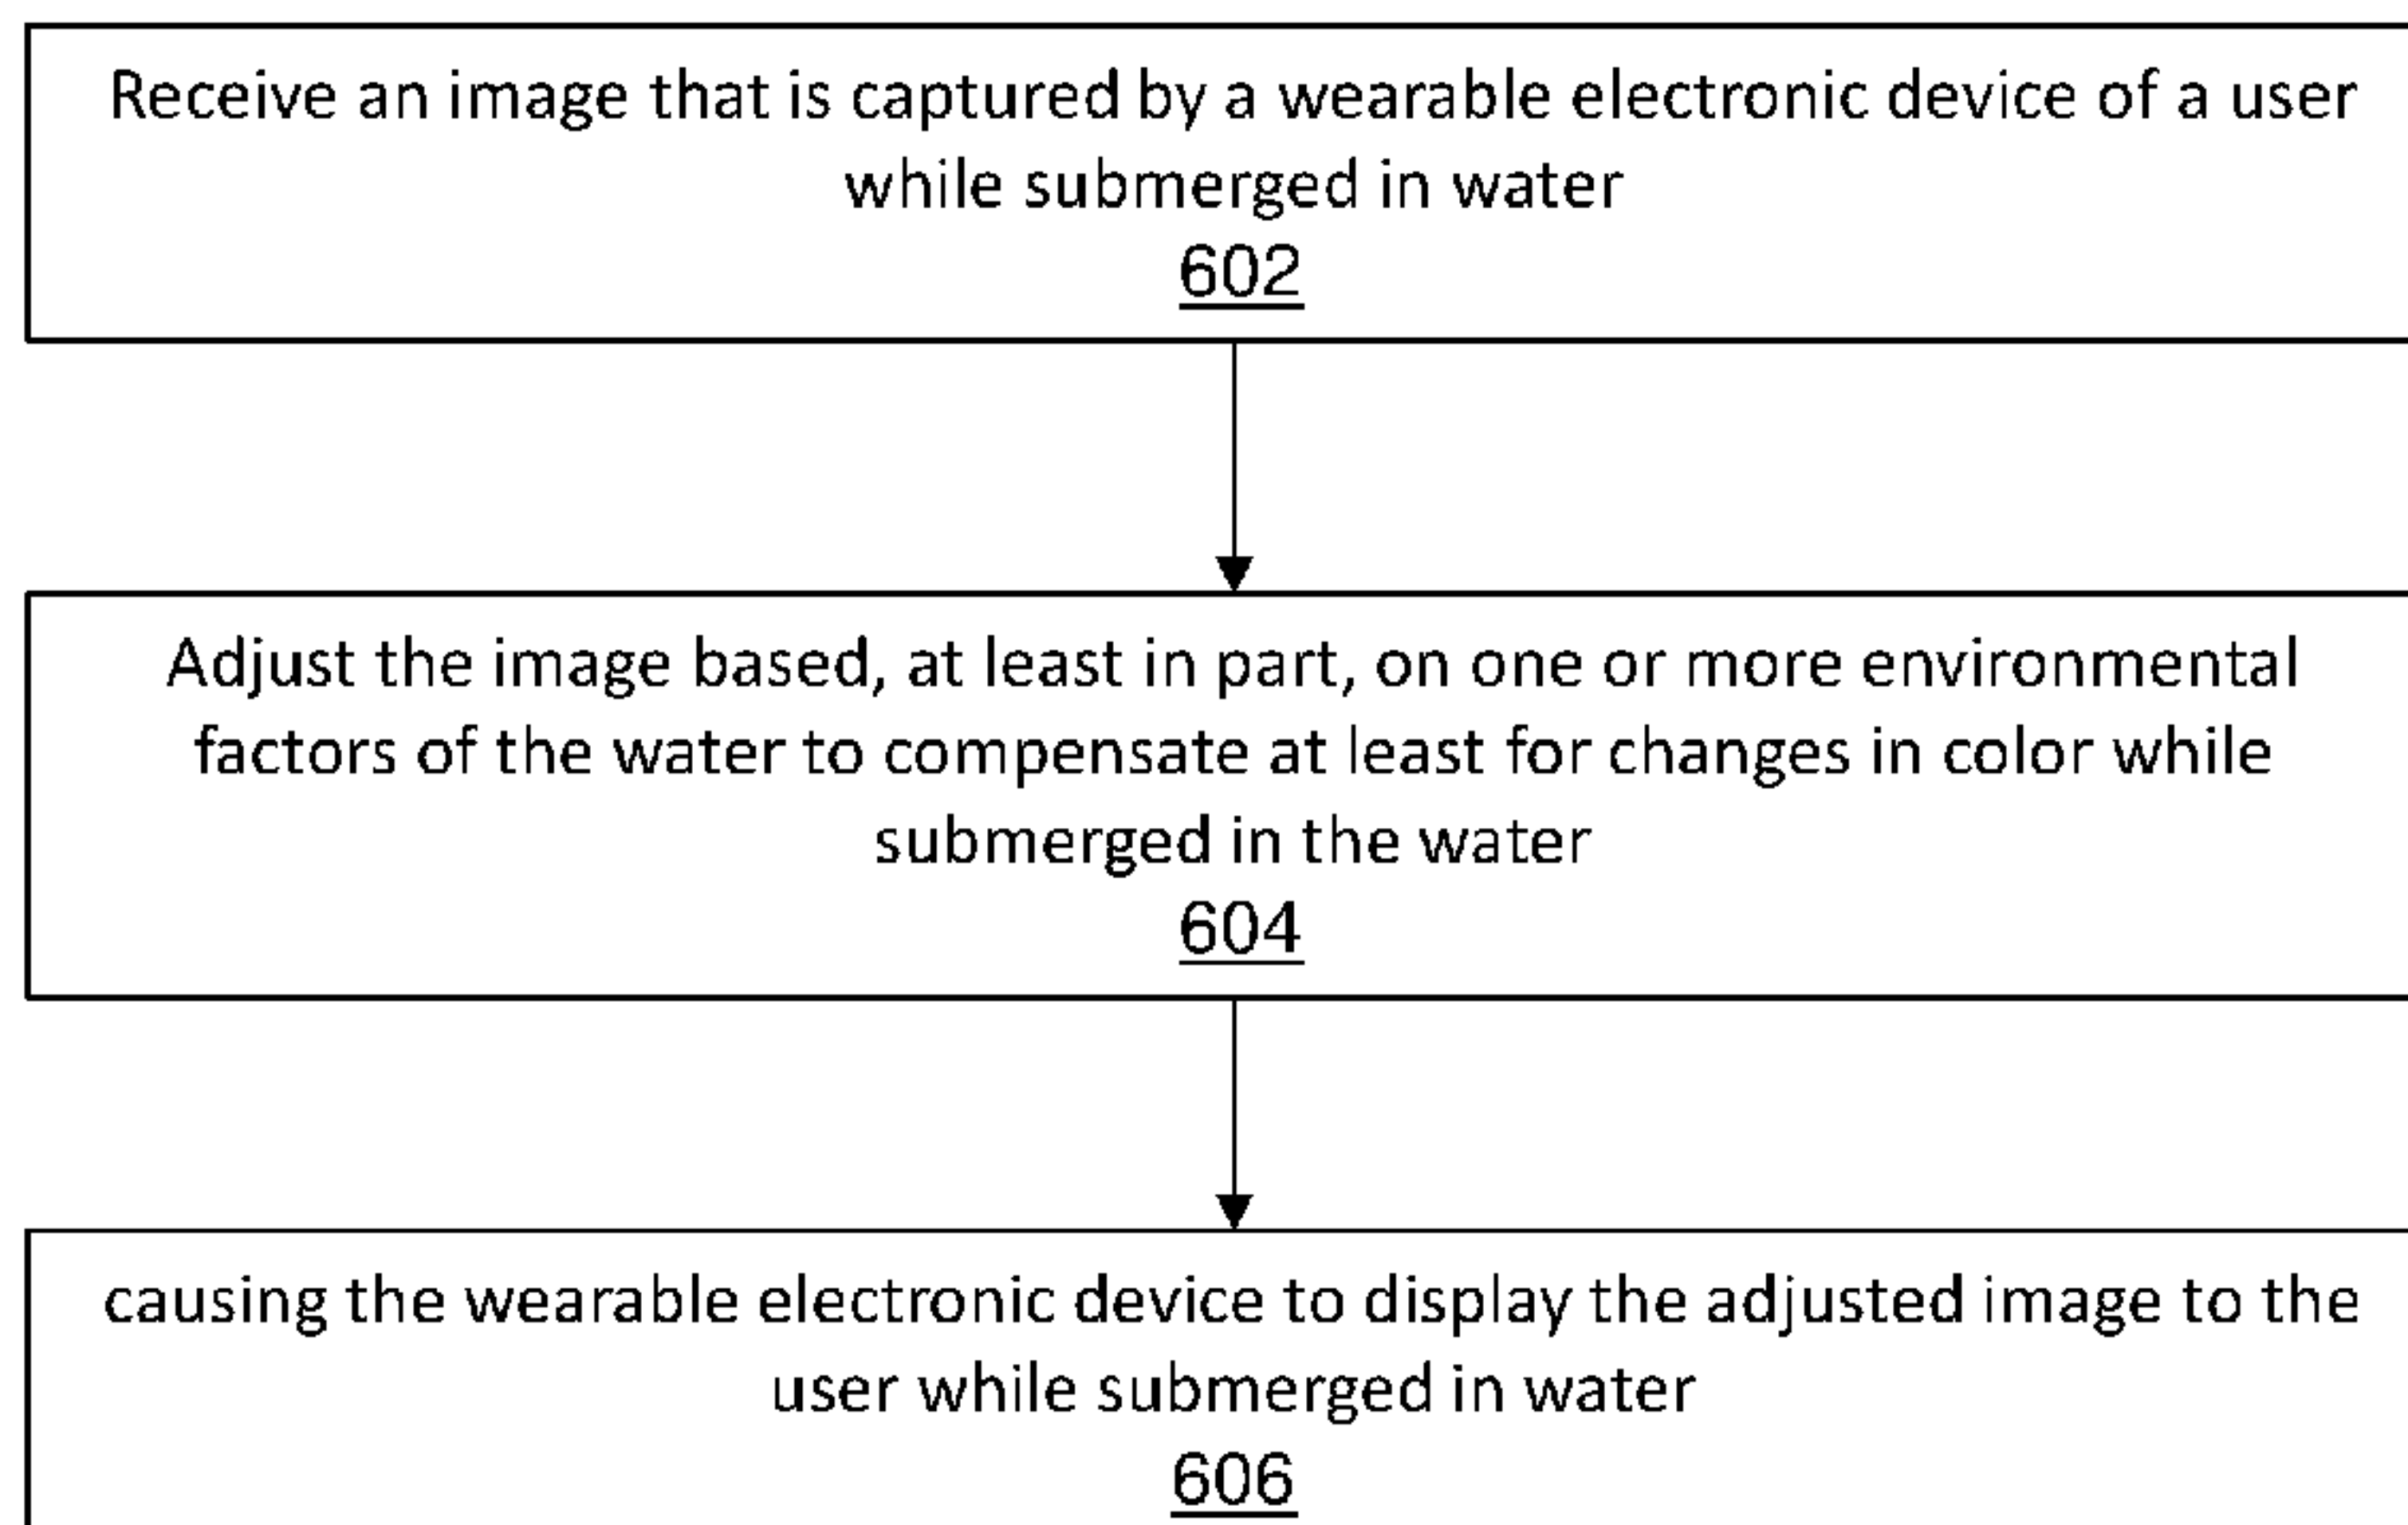 Receive an image that is captured by a wearable electronic device of a user
while submerged in water
602
Adjust the image based, at least in part, on one or more environmental
factors of the water to compensate at least for changes in color while
submerged in the water
604
causing the wearable electronic device to display the adjusted image to the
user while submerged in water
606